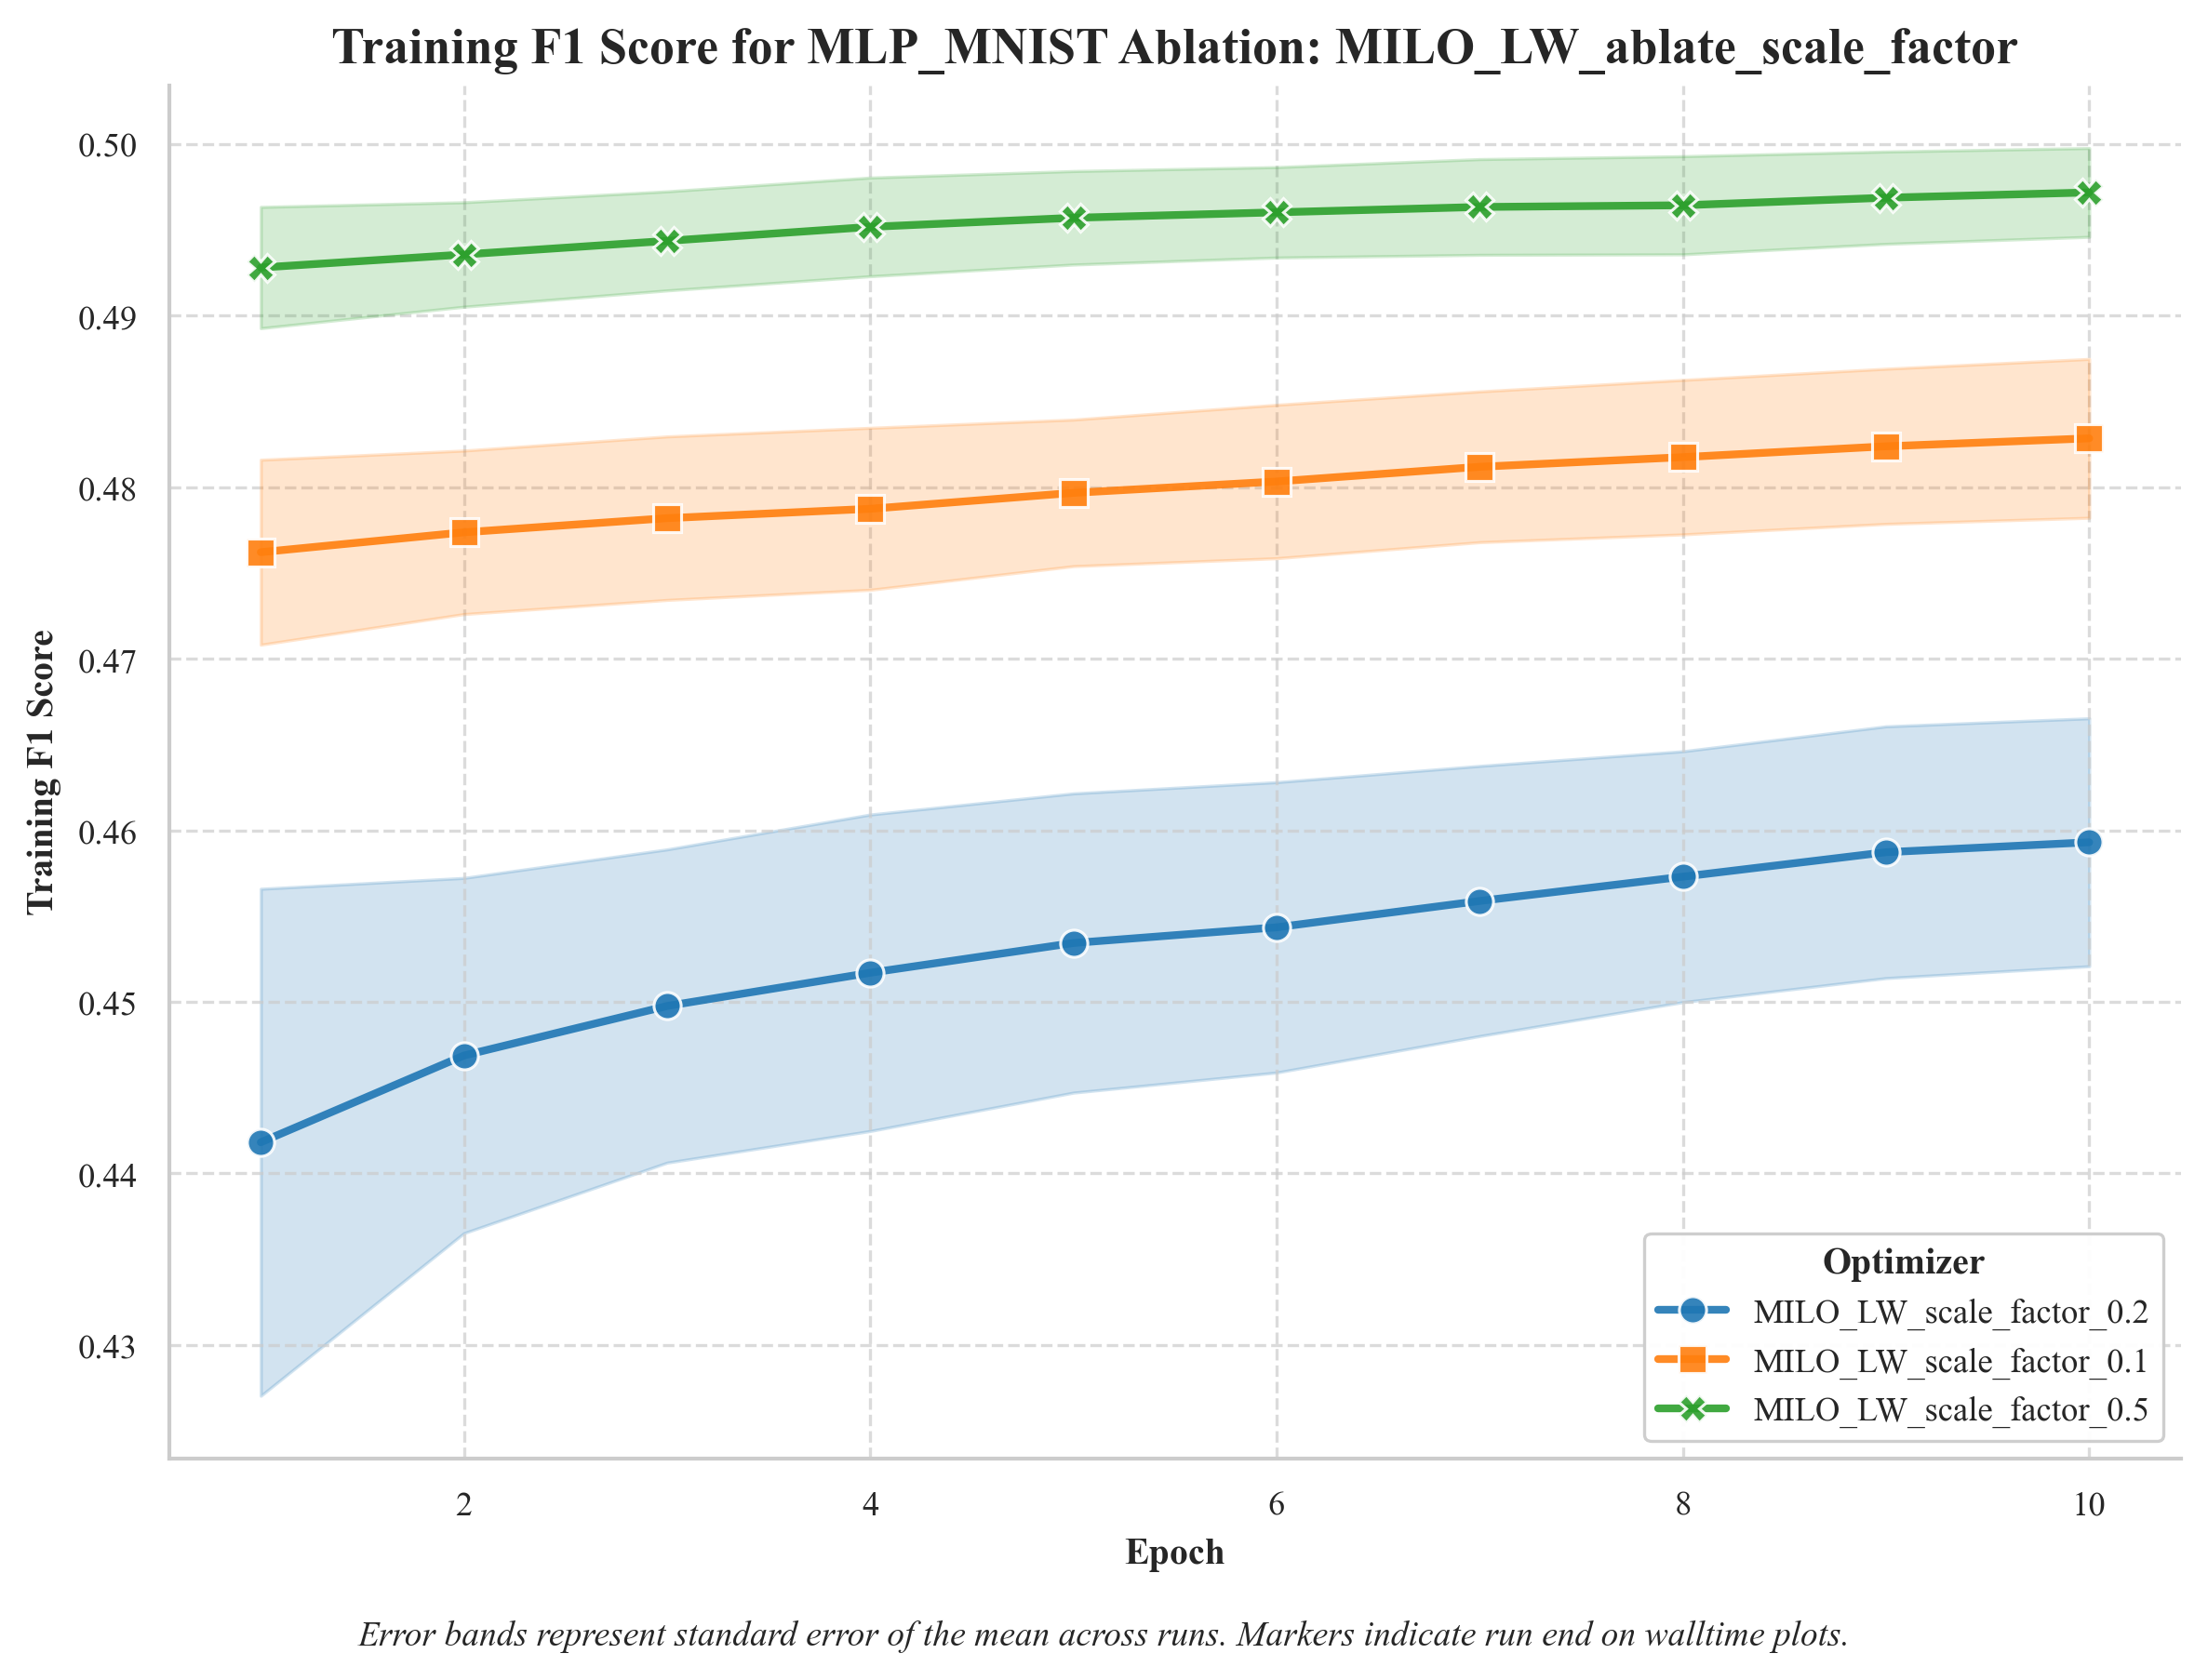 Training F1 Score for MLP_MNIST Ablation: MILO_LW_ablate_scale_factor
Training F1 Score
0.50
0.49
0.48
0.47
0.46
0.45
0.44
0.43
Optimizer
MILO_LW_scale_factor_0.2
MILO_LW_scale_factor_0.1
MILO_LW_scale_factor_0.5
2 4 6 8 10
Epoch
Error bands represent standard error of the mean across runs. Markers indicate run end on walltime plots.